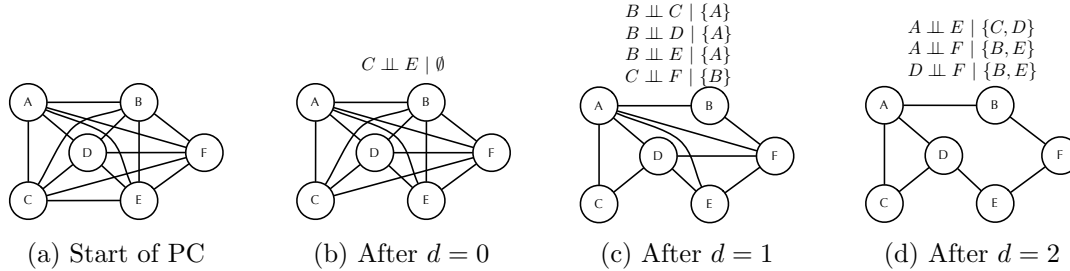 B ⫫ C | {A}
B ⫫ D | {A}
B ⫫ E | {A}
C ⫫ F | {B}
A ⫫ E | {C, D}
A ⫫ F | {B, E}
D ⫫ F | {B, E}
C ⫫ E | ∅
A B D F C E
A B D F C E
A B D F C E
A B D F C E
(a) Start of PC (b) After d = 0 (c) After d = 1 (d) After d = 2